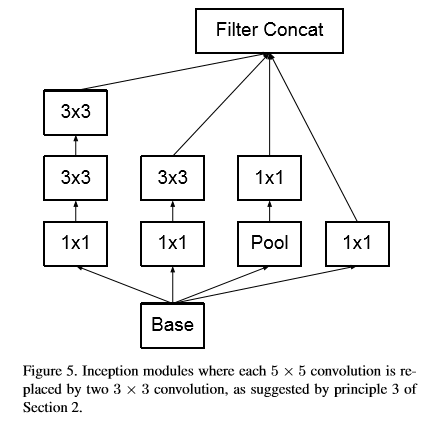 Filter Concat
3x3
3x3
3x3
1x1
1x1
1x1
Pool
1x1
Base
Figure 5. Inception modules where each 5 × 5 convolution is re-
placed by two 3 × 3 convolution, as suggested by principle 3 of
Section 2.